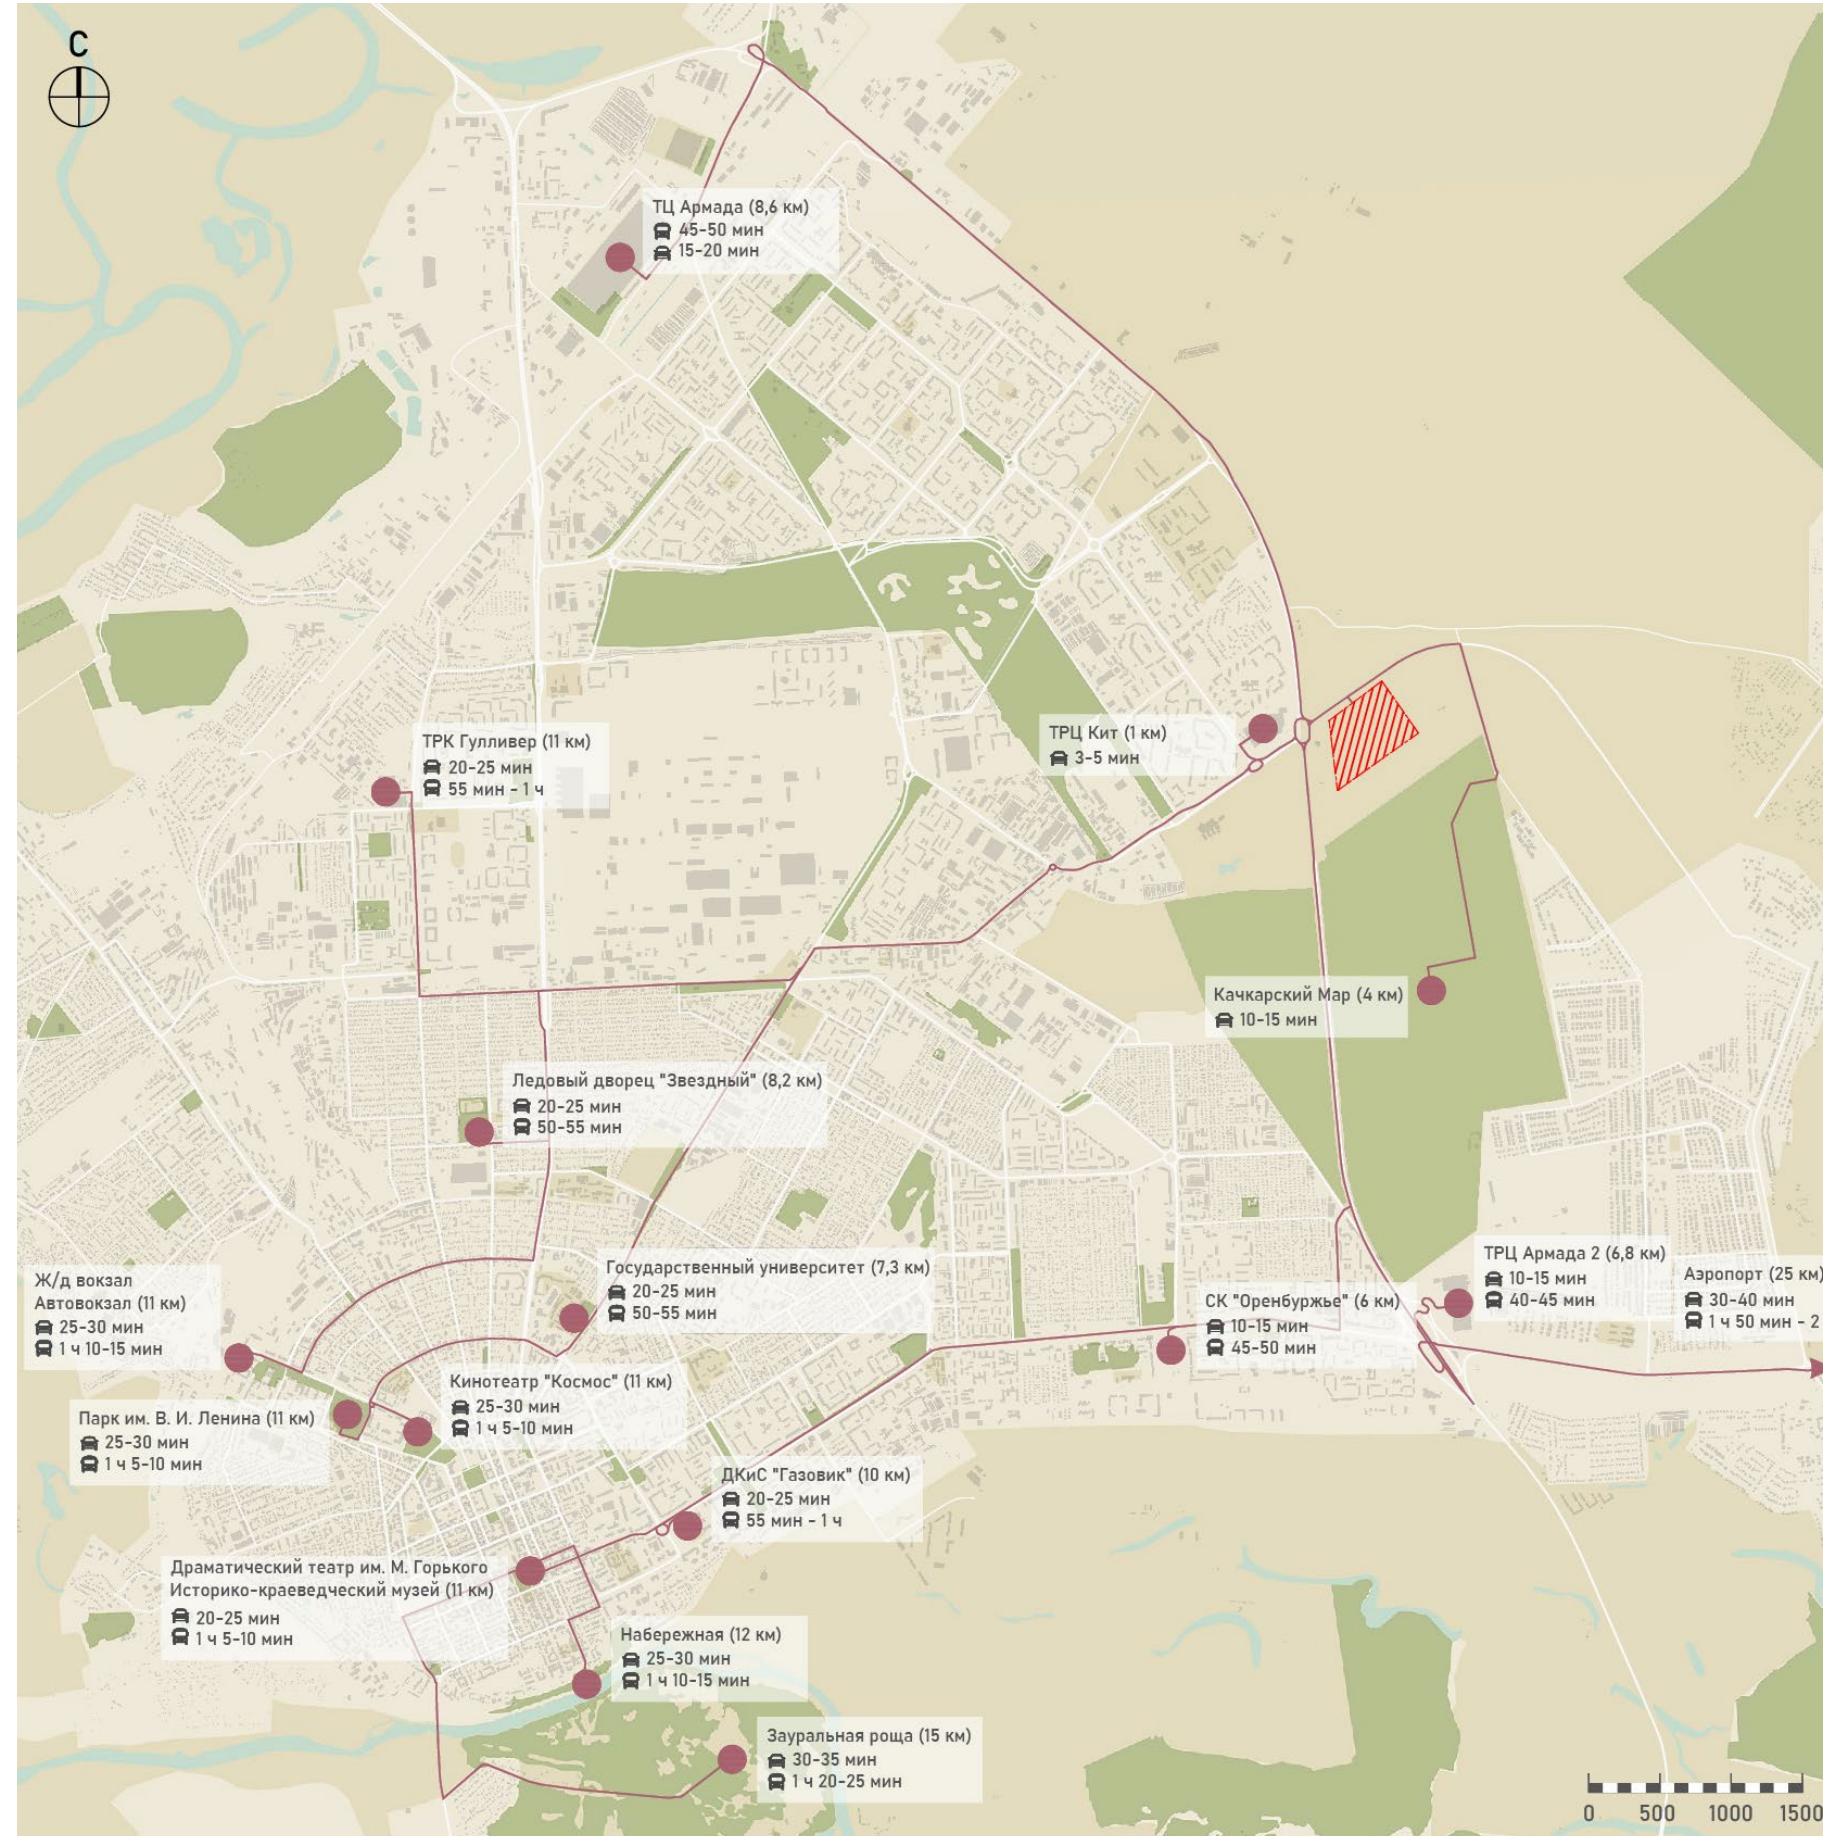 С
ТЦ Армада (8,6 км)
45-50 мин
15-20 мин
ТРК Гулливер (11 км)
20-25 мин
55 мин - 1 ч
ТРЦ Кит (1 км)
3-5 мин
Качкарский Мар (4 км)
10-15 мин
Ледовый дворец "Звездный" (8,2 км)
20-25 мин
50-55 мин
Государственный университет (7,3 км)
20-25 мин
50-55 мин
ТРЦ Армада 2 (6,8 км)
10-15 мин
40-45 мин
Аэропорт (25 км)
30-40 мин
1 ч 50 мин - 2
Ж/д вокзал
Автовокзал (11 км)
25-30 мин
1 ч 10-15 мин
СК "Оренбуржье" (6 км)
10-15 мин
45-50 мин
Кинотеатр "Космос" (11 км)
25-30 мин
1 ч 5-10 мин
Парк им. В. И. Ленина (11 км)
25-30 мин
1 ч 5-10 мин
ДКиС "Газовик" (10 км)
20-25 мин
55 мин - 1 ч
Драматический театр им. М. Горького
Историко-краеведческий музей (11 км)
20-25 мин
1 ч 5-10 мин
Набережная (12 км)
25-30 мин
1 ч 10-15 мин
Зауральная роща (15 км)
30-35 мин
1 ч 20-25 мин
0 500 1000 1500